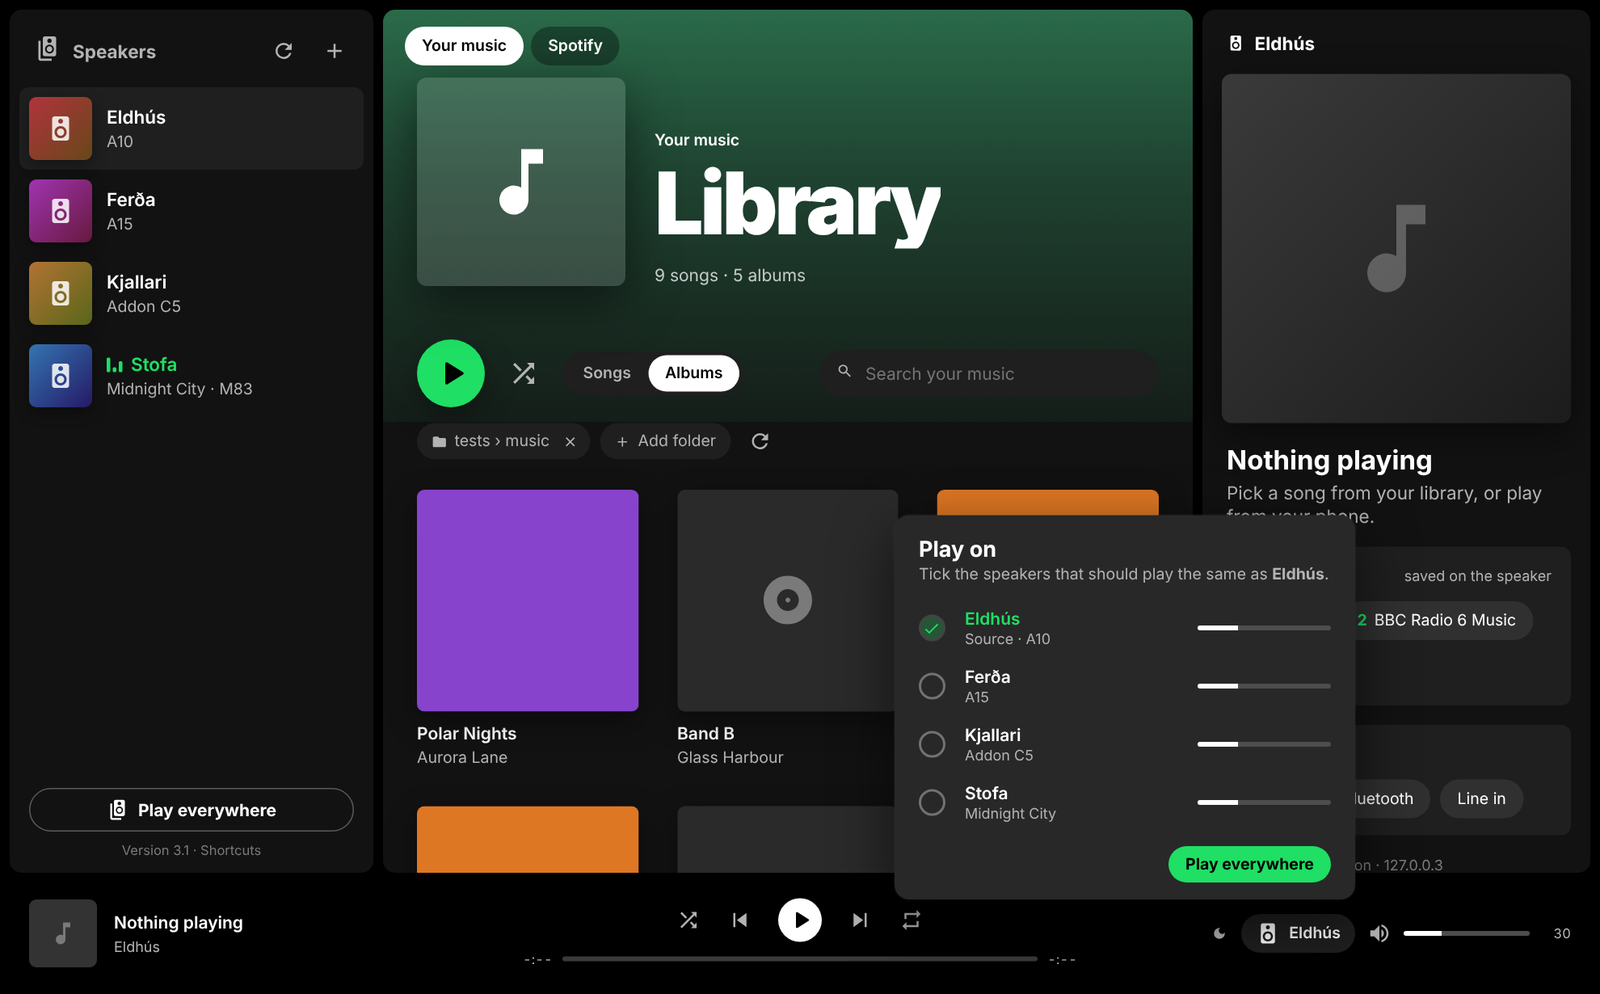 Speakers
Eldhús
A10
Ferða
A15
Kjallari
Addon C5
Stofa
Midnight City · M83
Play everywhere
Version 3.1 · Shortcuts
Your music
Spotify
Your music
Library
9 songs · 5 albums
Songs
Albums
Search your music
tests › music
Add folder
Polar Nights
Aurora Lane
Band B
Glass Harbour
Eldhús
Nothing playing
Pick a song from your library, or play
from your phone.
saved on the speaker
2 BBC Radio 6 Music
Line in
127.0.0.3
Play on
Tick the speakers that should play the same as Eldhús.
Eldhús
Source · A10
Ferða
A15
Kjallari
Addon C5
Stofa
Midnight City
Play everywhere
Nothing playing
Eldhús
-:--
-:--
Eldhús
30